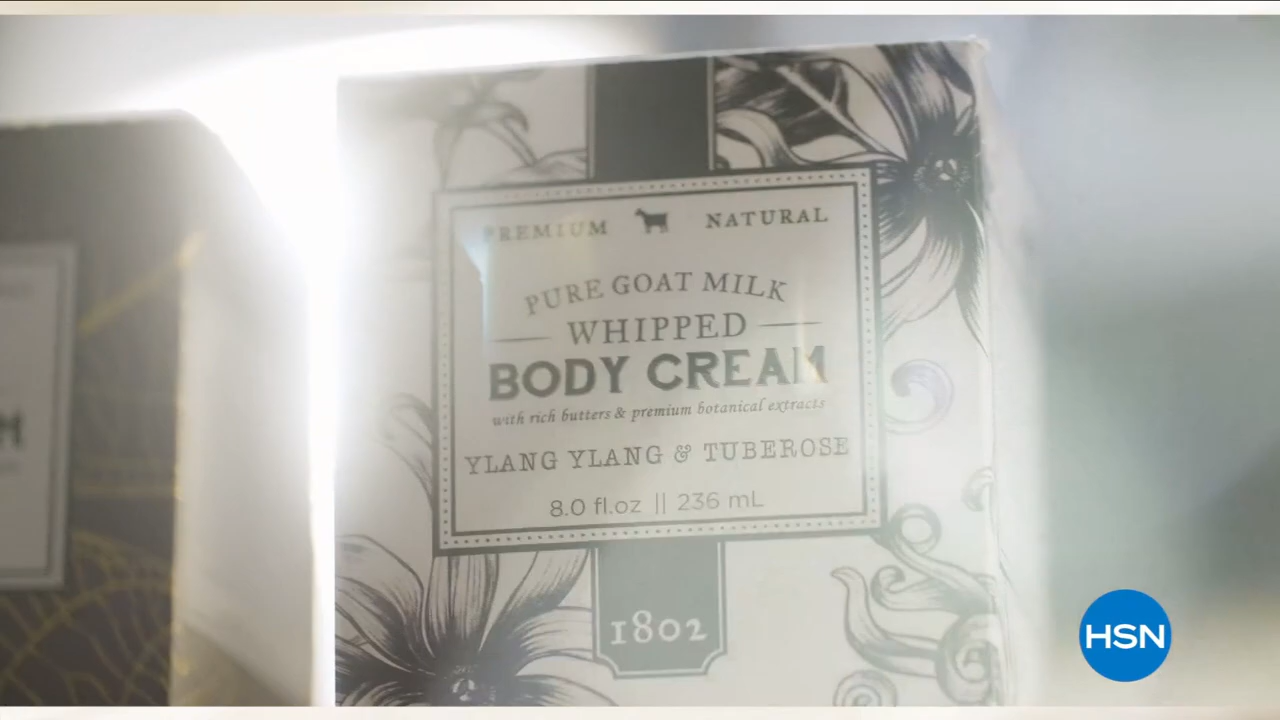 PREMIUM NATURAL
PURE GOAT MILK
WHIPPED
BODY CREAM
with rich butters & premium botanical extracts
YLANG YLANG & TUBEROSE
8.0 fl.oz || 236 mL
1802
HSN